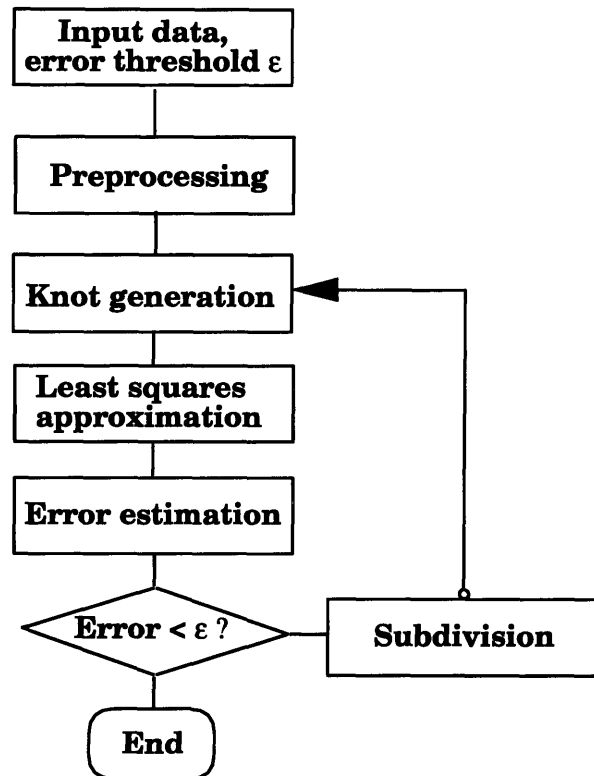 Input data,
error threshold ε
Preprocessing
Knot generation
Least squares
approximation
Error estimation
Error < ε ?
Subdivision
End